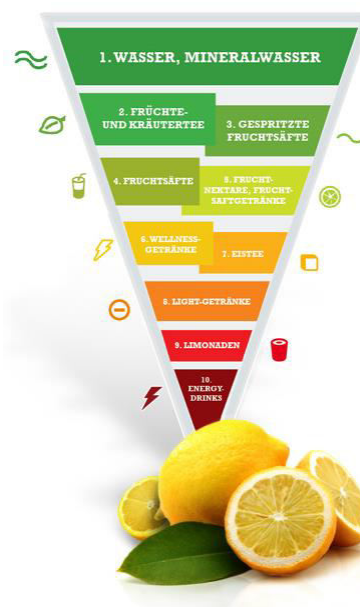 1. WASSER, MINERALWASSER
2. FRÜCHTE-
UND KRÄUTERTEE
3. GESPRITZTE
FRUCHTSÄFTE
4. FRUCHTSÄFTE
5. FRUCHT-
NEKTARE, FRUCHT-
SAFTGETRÄNKE
6. WELLNESS-
GETRÄNKE
7. EISTEE
8. LIGHT-GETRÄNKE
9. LIMONADEN
10.
ENERGY-
DRINKS